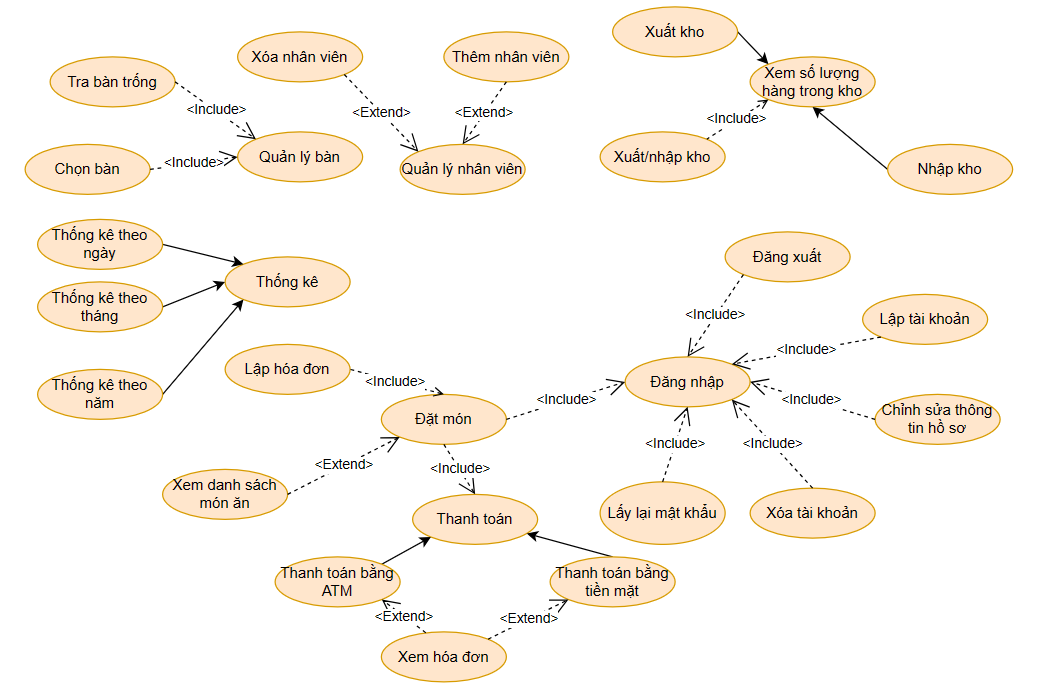 Xuất kho
Xóa nhân viên
Thêm nhân viên
Tra bàn trống
Xem số lượng
hàng trong kho
<Include>
<Extend>
<Extend>
<Include>
Chọn bàn
<Include>
Quản lý bàn
Quản lý nhân viên
Xuất/nhập kho
Nhập kho
Thống kê theo
ngày
Thống kê
Thống kê theo
tháng
Thống kê theo
năm
Đăng xuất
<Include>
Lập tài khoản
<Include>
Lập hóa đơn
<Include>
Đăng nhập
<Include>
<Include>
Chỉnh sửa thông
tin hồ sơ
Đặt món
<Include>
<Include>
<Extend>
<Include>
Xem danh sách
món ăn
Thanh toán
Lấy lại mật khẩu
Xóa tài khoản
Thanh toán bằng
ATM
Thanh toán bằng
tiền mặt
<Extend>
<Extend>
Xem hóa đơn